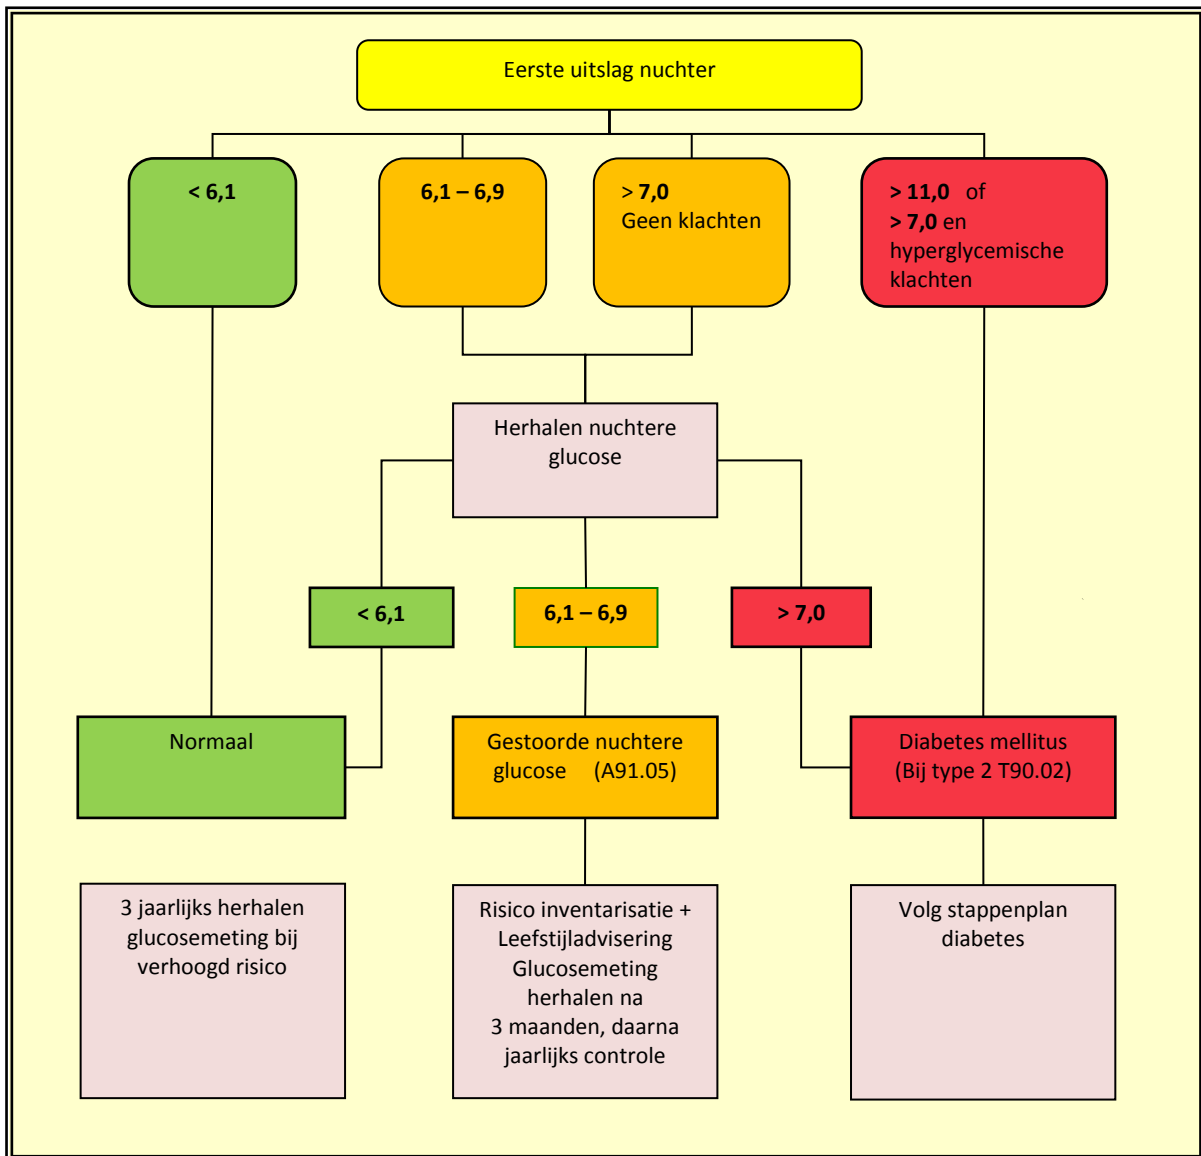 Eerste uitslag nuchter
< 6,1
6,1 – 6,9
> 7,0
Geen klachten
> 11,0 of
> 7,0 en
hyperglycemische
klachten
Herhalen nuchtere
glucose
< 6,1
6,1 – 6,9
> 7,0
Normaal
Gestoorde nuchtere
glucose (A91.05)
Diabetes mellitus
(Bij type 2 T90.02)
3 jaarlijks herhalen
glucosemeting bij
verhoogd risico
Risico inventarisatie +
Leefstijladvisering
Glucosemeting
herhalen na
3 maanden, daarna
jaarlijks controle
Volg stappenplan
diabetes